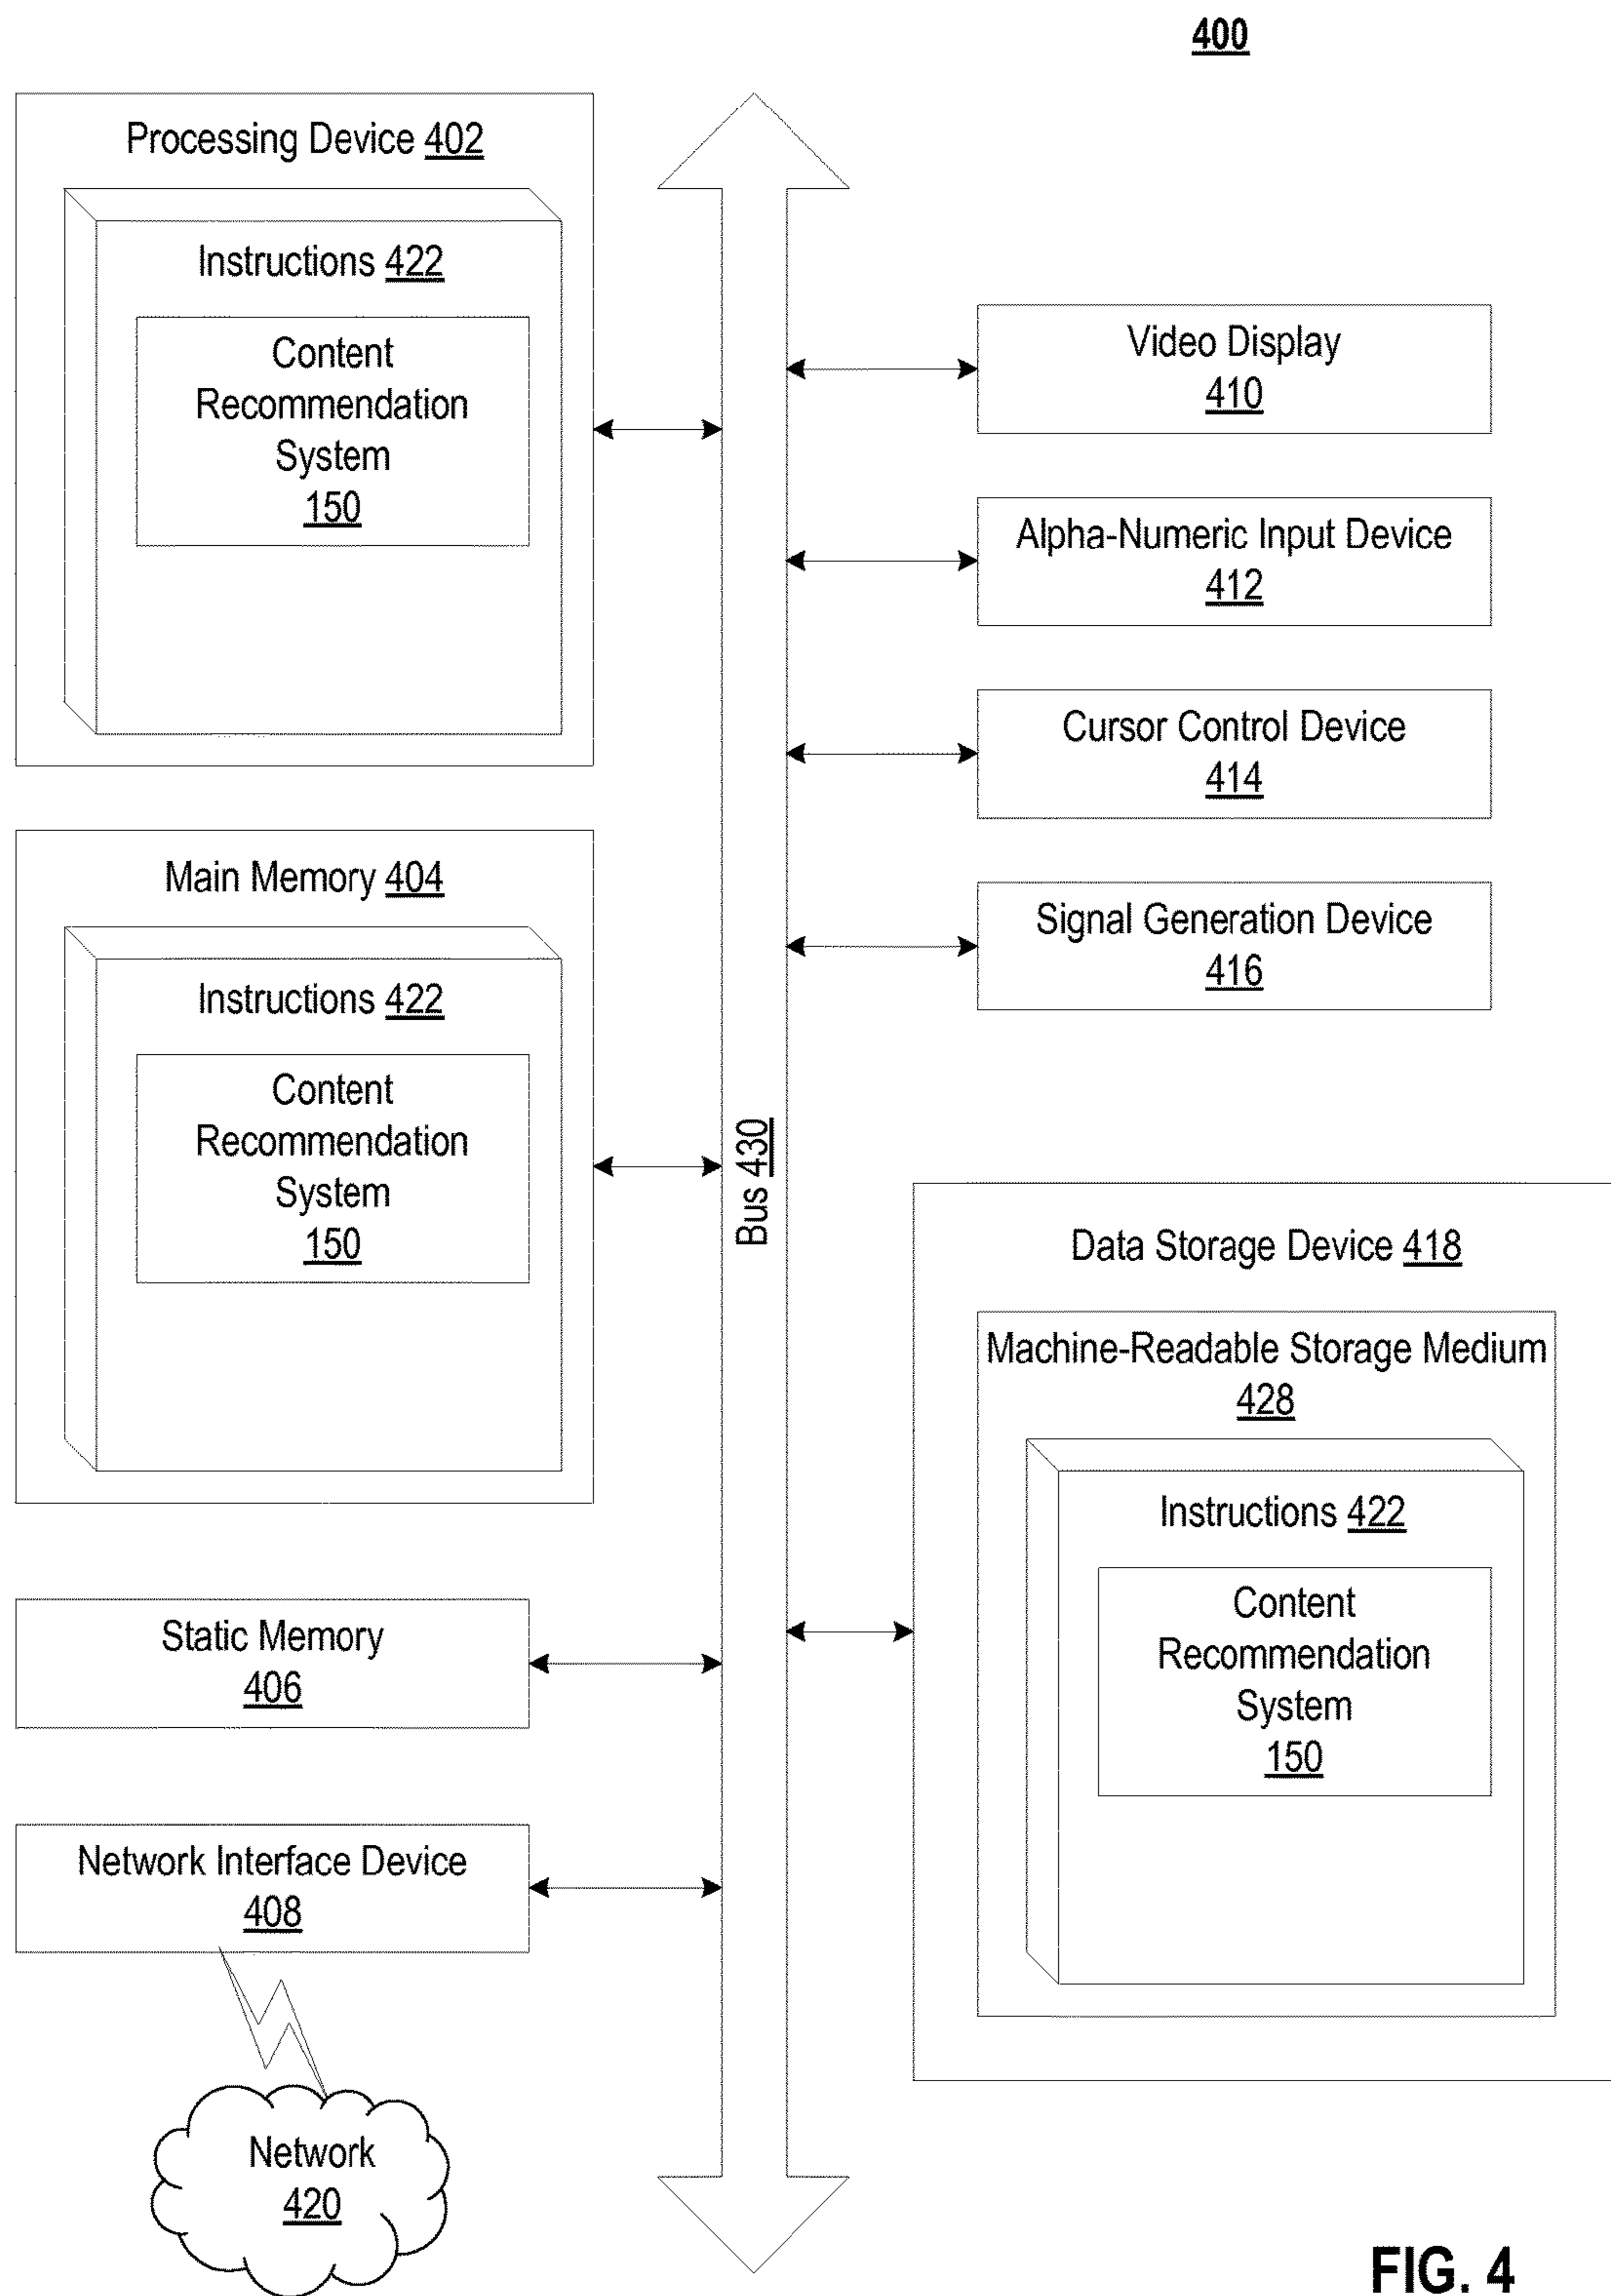 400
Processing Device 402
Instructions 422
Content
Recommendation
System
150
Main Memory 404
Instructions 422
Content
Recommendation
System
150
Static Memory
406
Network Interface Device
408
Network
420
Bus 430
Video Display
410
Alpha-Numeric Input Device
412
Cursor Control Device
414
Signal Generation Device
416
Data Storage Device 418
Machine-Readable Storage Medium
428
Instructions 422
Content
Recommendation
System
150
FIG. 4